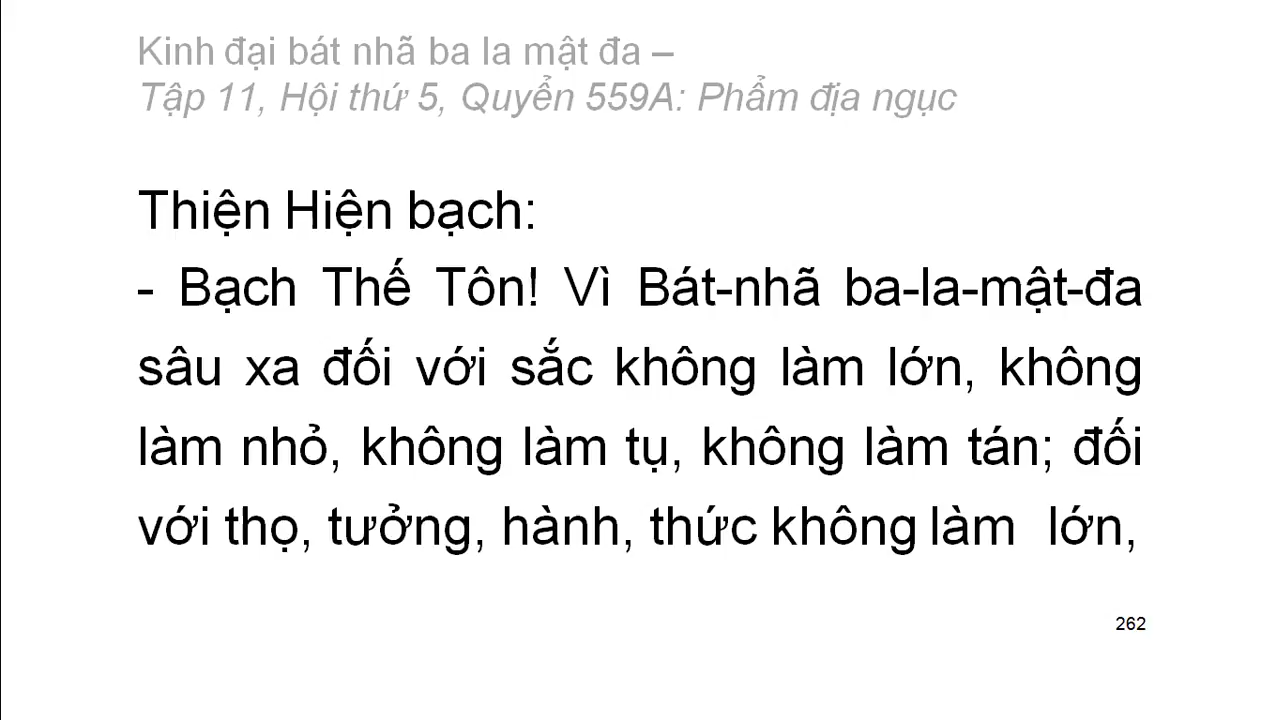 Kinh đại bát nhã ba la mật đa –
Tập 11, Hội thứ 5, Quyển 559A: Phẩm địa ngục
Thiện Hiện bạch:
- Bạch Thế Tôn! Vì Bát-nhã ba-la-mật-đa
sâu xa đối với sắc không làm lớn, không
làm nhỏ, không làm tụ, không làm tán; đối
với thọ, tưởng, hành, thức không làm lớn,
262